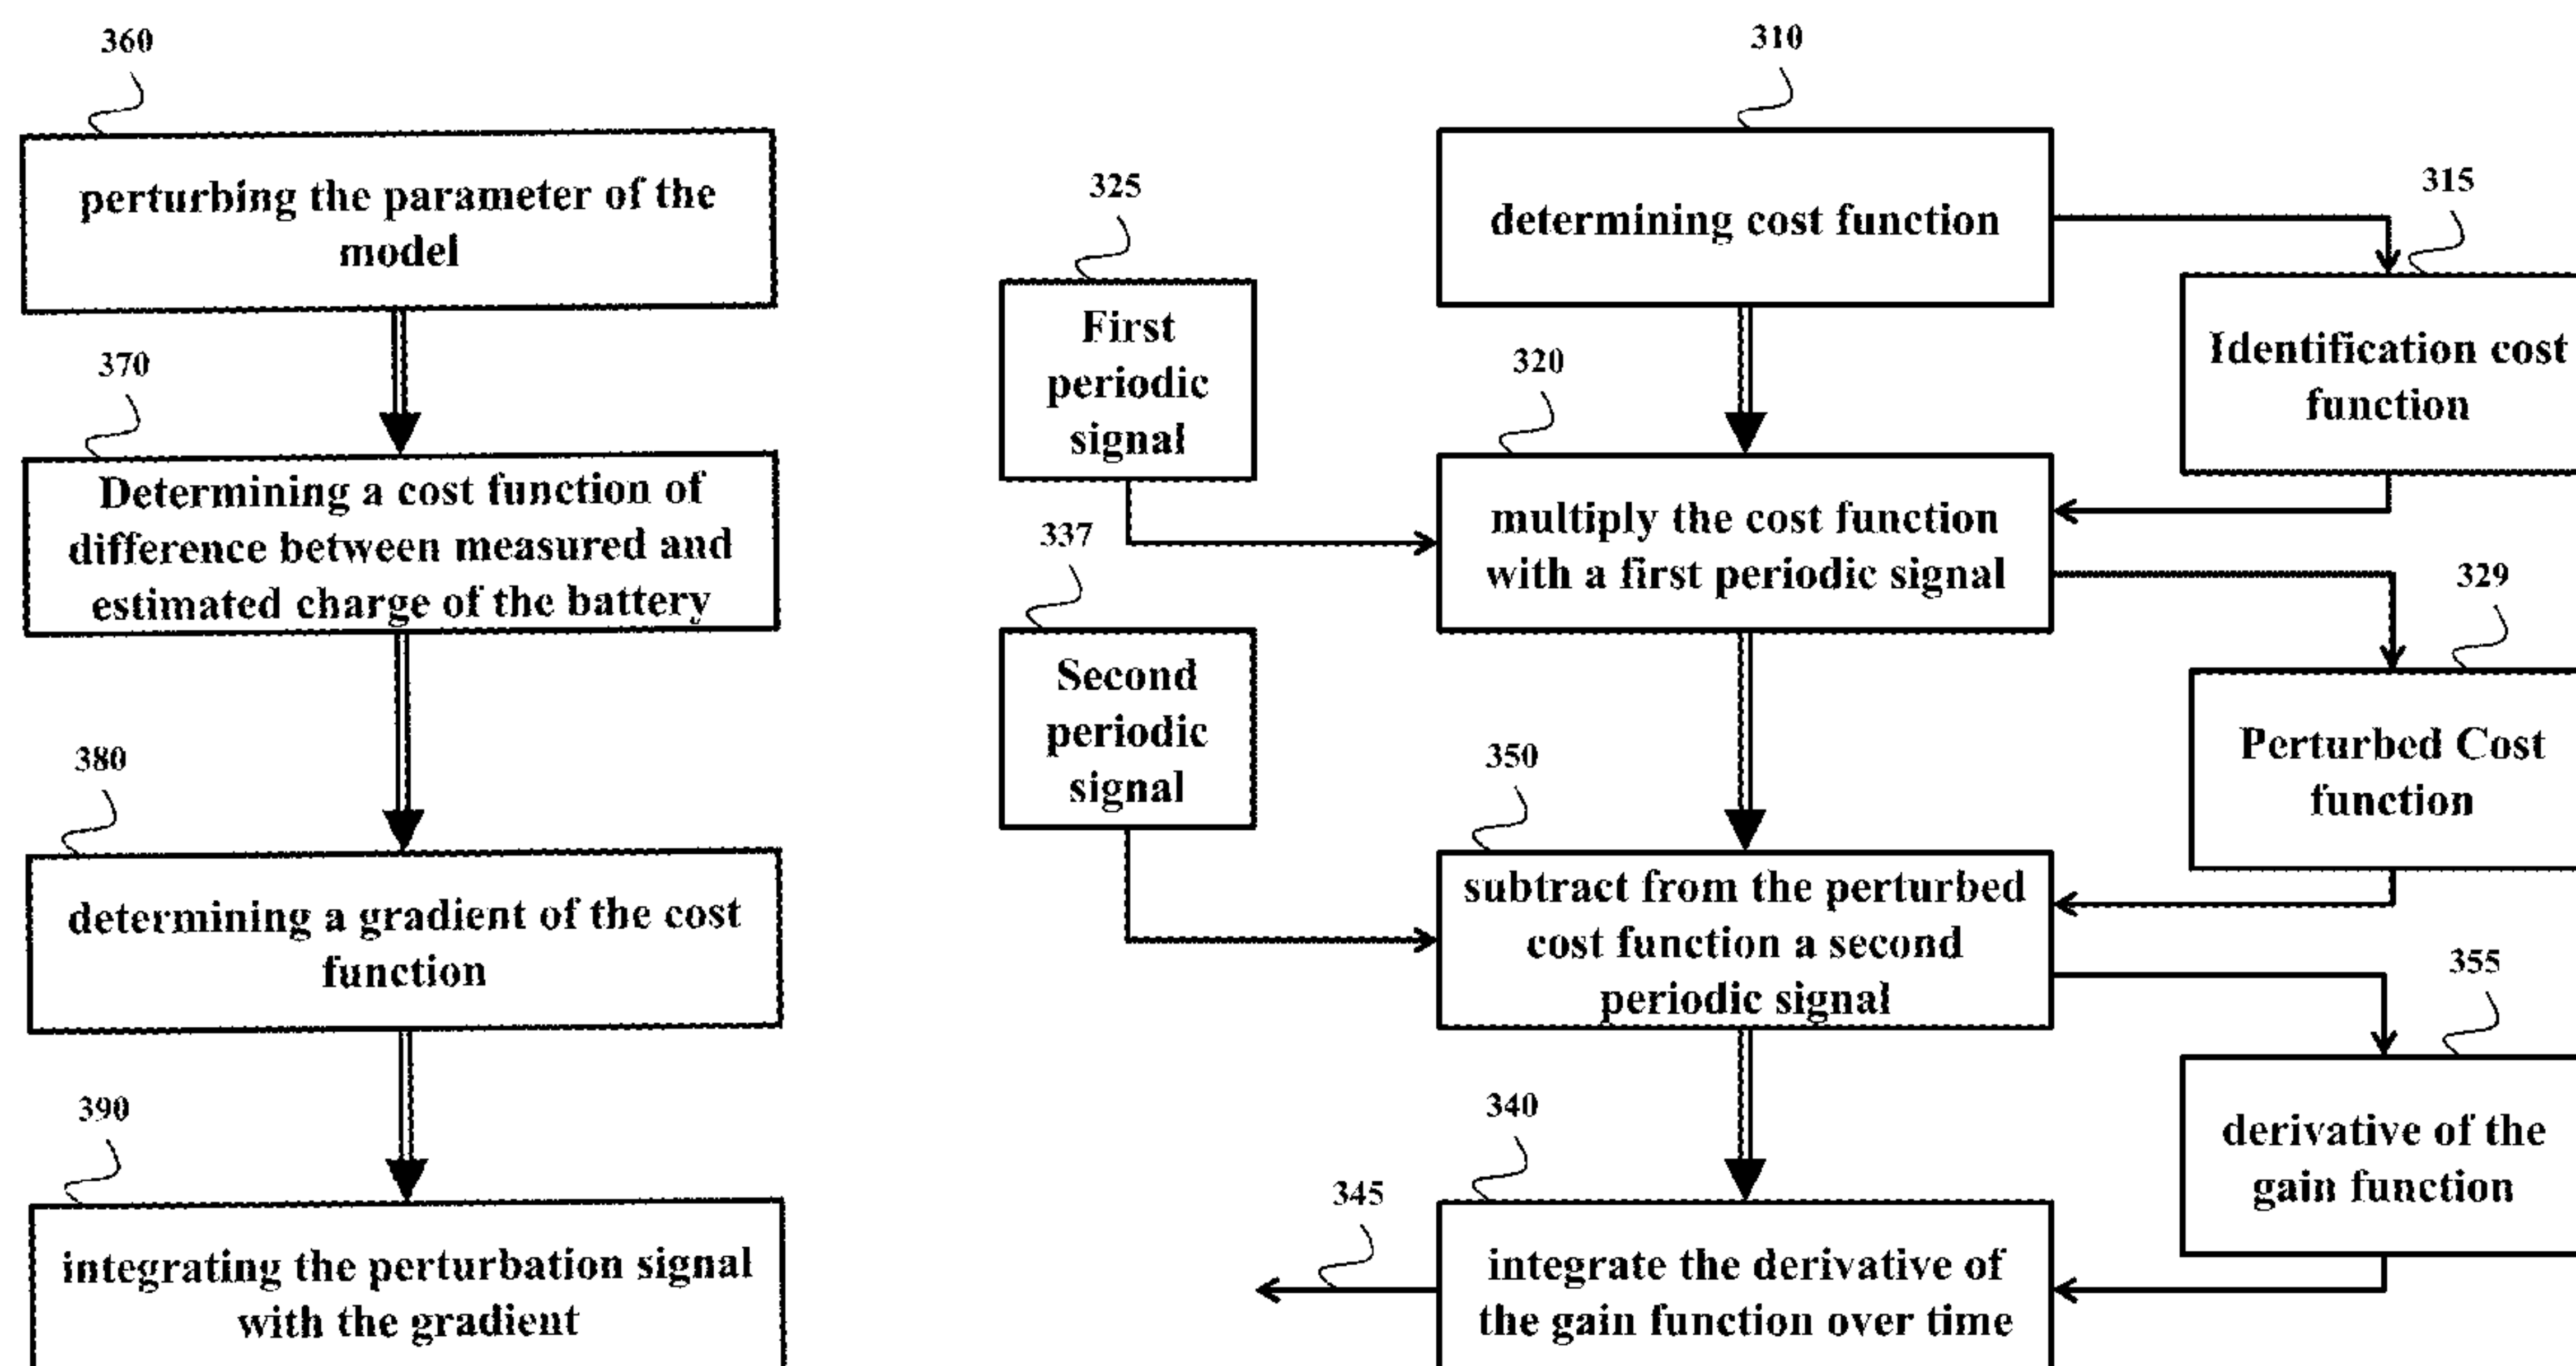 360
perturbing the parameter of the
model
370
Determining a cost function of
difference between measured and
estimated charge of the battery
380
determining a gradient of the cost
function
390
integrating the perturbation signal
with the gradient
310
determining cost function
315
Identification cost
function
325
First
periodic
signal
320
multiply the cost function
with a first periodic signal
329
Perturbed Cost
function
337
Second
periodic
signal
350
subtract from the perturbed
cost function a second
periodic signal
355
derivative of the
gain function
340
integrate the derivative of
the gain function over time
345